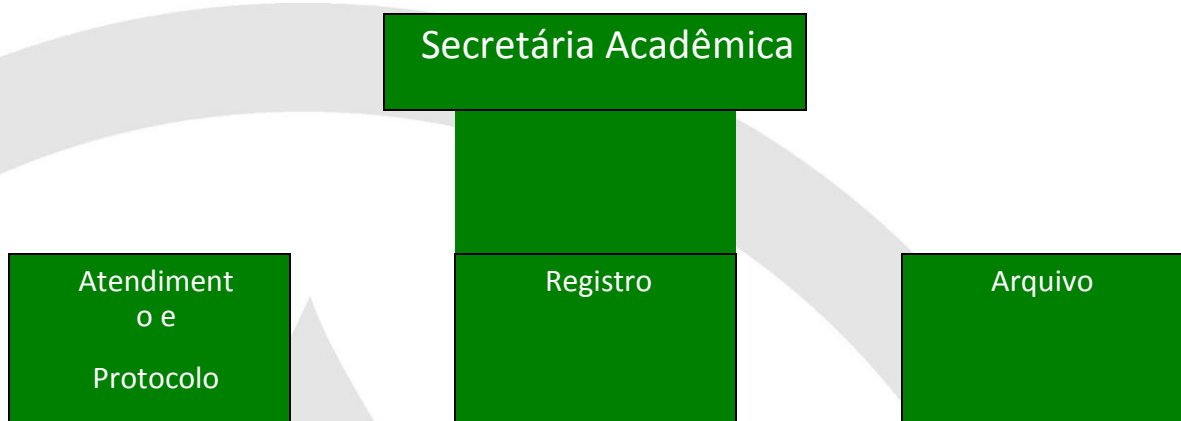 Secretária Acadêmica
Atendiment
o e
Protocolo
Registro
Arquivo